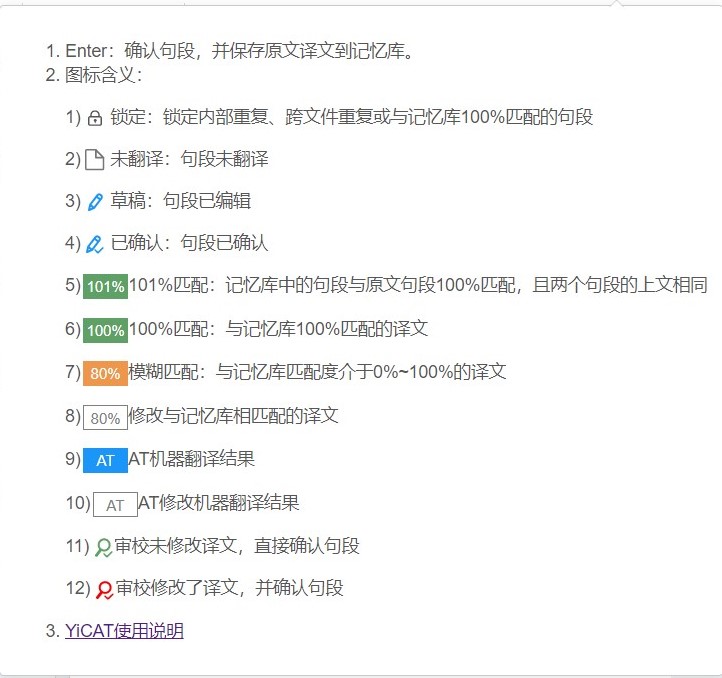 1. Enter：确认句段，并保存原文译文到记忆库。
2. 图标含义：
1) 锁定：锁定内部重复、跨文件重复或与记忆库100%匹配的句段
2) 未翻译：句段未翻译
3) 草稿：句段已编辑
4) 已确认：句段已确认
5) 101% 101%匹配：记忆库中的句段与原文句段100%匹配，且两个句段的上文相同
6) 100% 100%匹配：与记忆库100%匹配的译文
7) 80% 模糊匹配：与记忆库匹配度介于0%~100%的译文
8) 80% 修改与记忆库相匹配的译文
9) AT AT机器翻译结果
10) AT AT修改机器翻译结果
11) 审校未修改译文，直接确认句段
12) 审校修改了译文，并确认句段
3. YiCAT使用说明